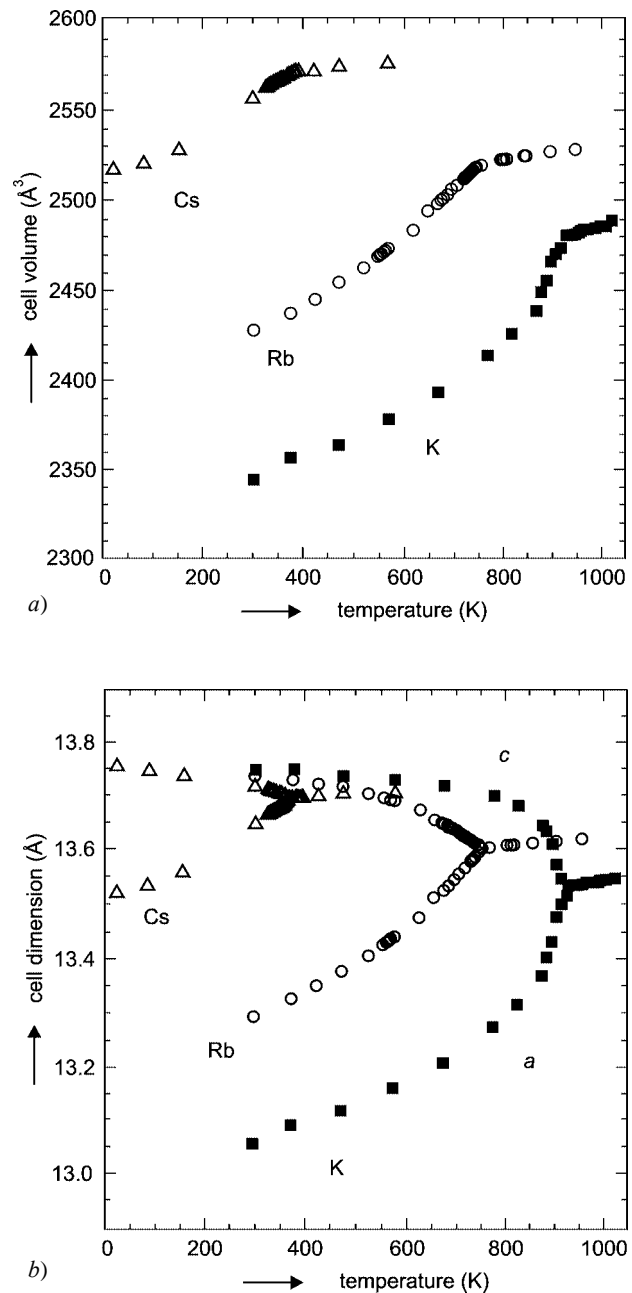 2600
2550
2500
2450
2400
2350
2300
cell volume (Å³)
Cs
Rb
K
0
200
400
600
800
1000
a)
temperature (K)
13.8
13.6
13.4
13.2
13.0
cell dimension (Å)
c
Cs
Rb
a
K
0
200
400
600
800
1000
b)
temperature (K)